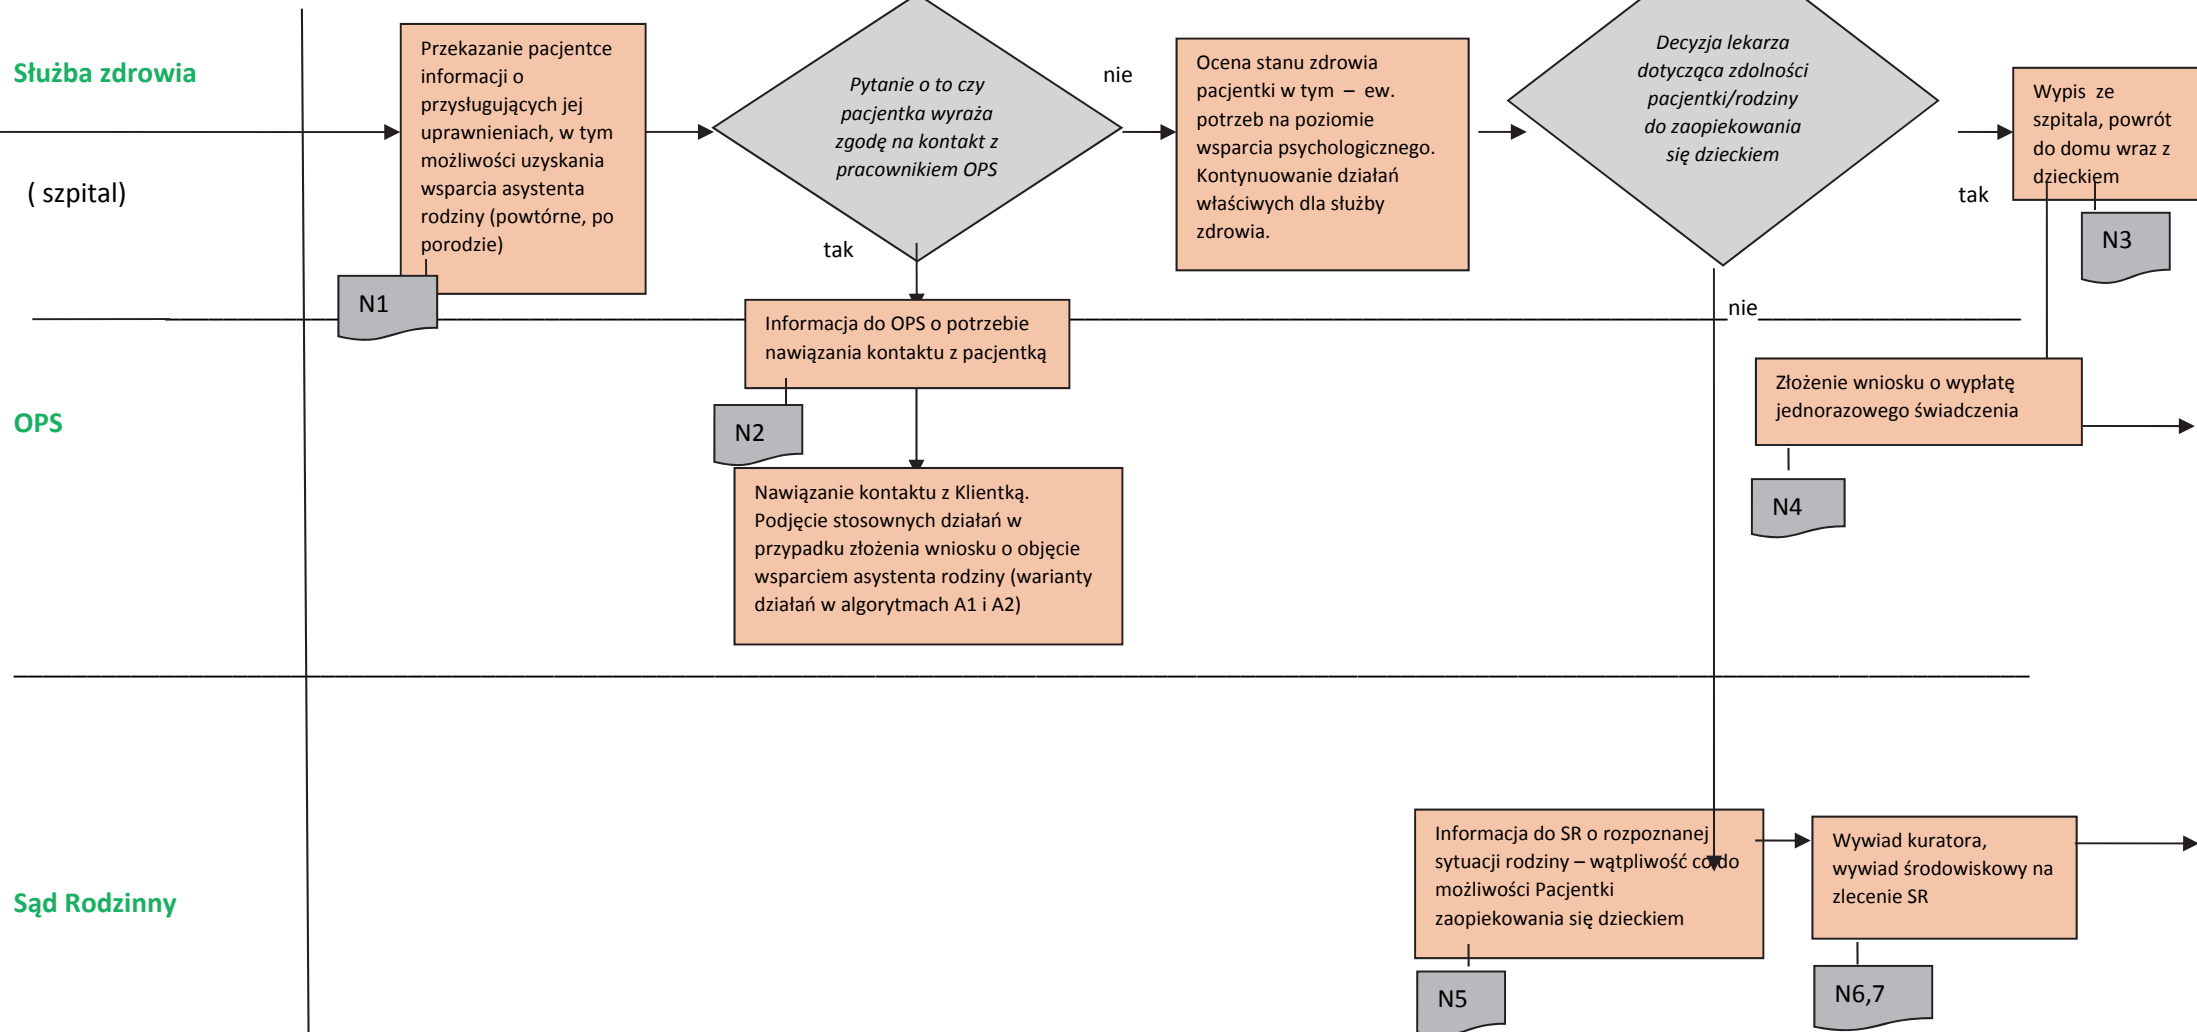 Służba zdrowia
( szpital)
Przekazanie pacjentce
informacji o
przysługujących jej
uprawnieniach, w tym
możliwości uzyskania
wsparcia asystenta
rodziny (powtórne, po
porodzie)
N1
Pytanie o to czy
pacjentka wyraża
zgodę na kontakt z
pracownikiem OPS
nie
tak
Ocena stanu zdrowia
pacjentki w tym – ew.
potrzeb na poziomie
wsparcia psychologicznego.
Kontynuowanie działań
właściwych dla służby
zdrowia.
Decyzja lekarza
dotycząca zdolności
pacjentki/rodziny
do zaopiekowania
się dzieckiem
tak
nie
Wypis ze
szpitala, powrót
do domu wraz z
dzieckiem
N3
OPS
Informacja do OPS o potrzebie
nawiązania kontaktu z pacjentką
N2
Nawiązanie kontaktu z Klientką.
Podjęcie stosownych działań w
przypadku złożenia wniosku o objęcie
wsparciem asystenta rodziny (warianty
działań w algorytmach A1 i A2)
Złożenie wniosku o wypłatę
jednorazowego świadczenia
N4
Sąd Rodzinny
Informacja do SR o rozpoznanej
sytuacji rodziny – wątpliwość co do
możliwości Pacjentki
zaopiekowania się dzieckiem
N5
Wywiad kuratora,
wywiad środowiskowy na
zlecenie SR
N6,7